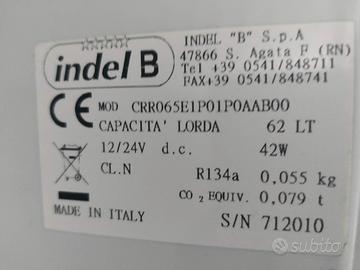 INDEL "B" S.p.A
47866 S. Agata F (RN)
Tel +39 0541/848711
FAX+39 0541/848741
indel B
CE
MOD CRR065E1P01P0AAB00
CAPACITA' LORDA 62 LT
12/24V d.c. 42W
CL.N R134a 0,055 kg
CO2 EQUIV. 0,079 t
MADE IN ITALY S/N 712010
subito